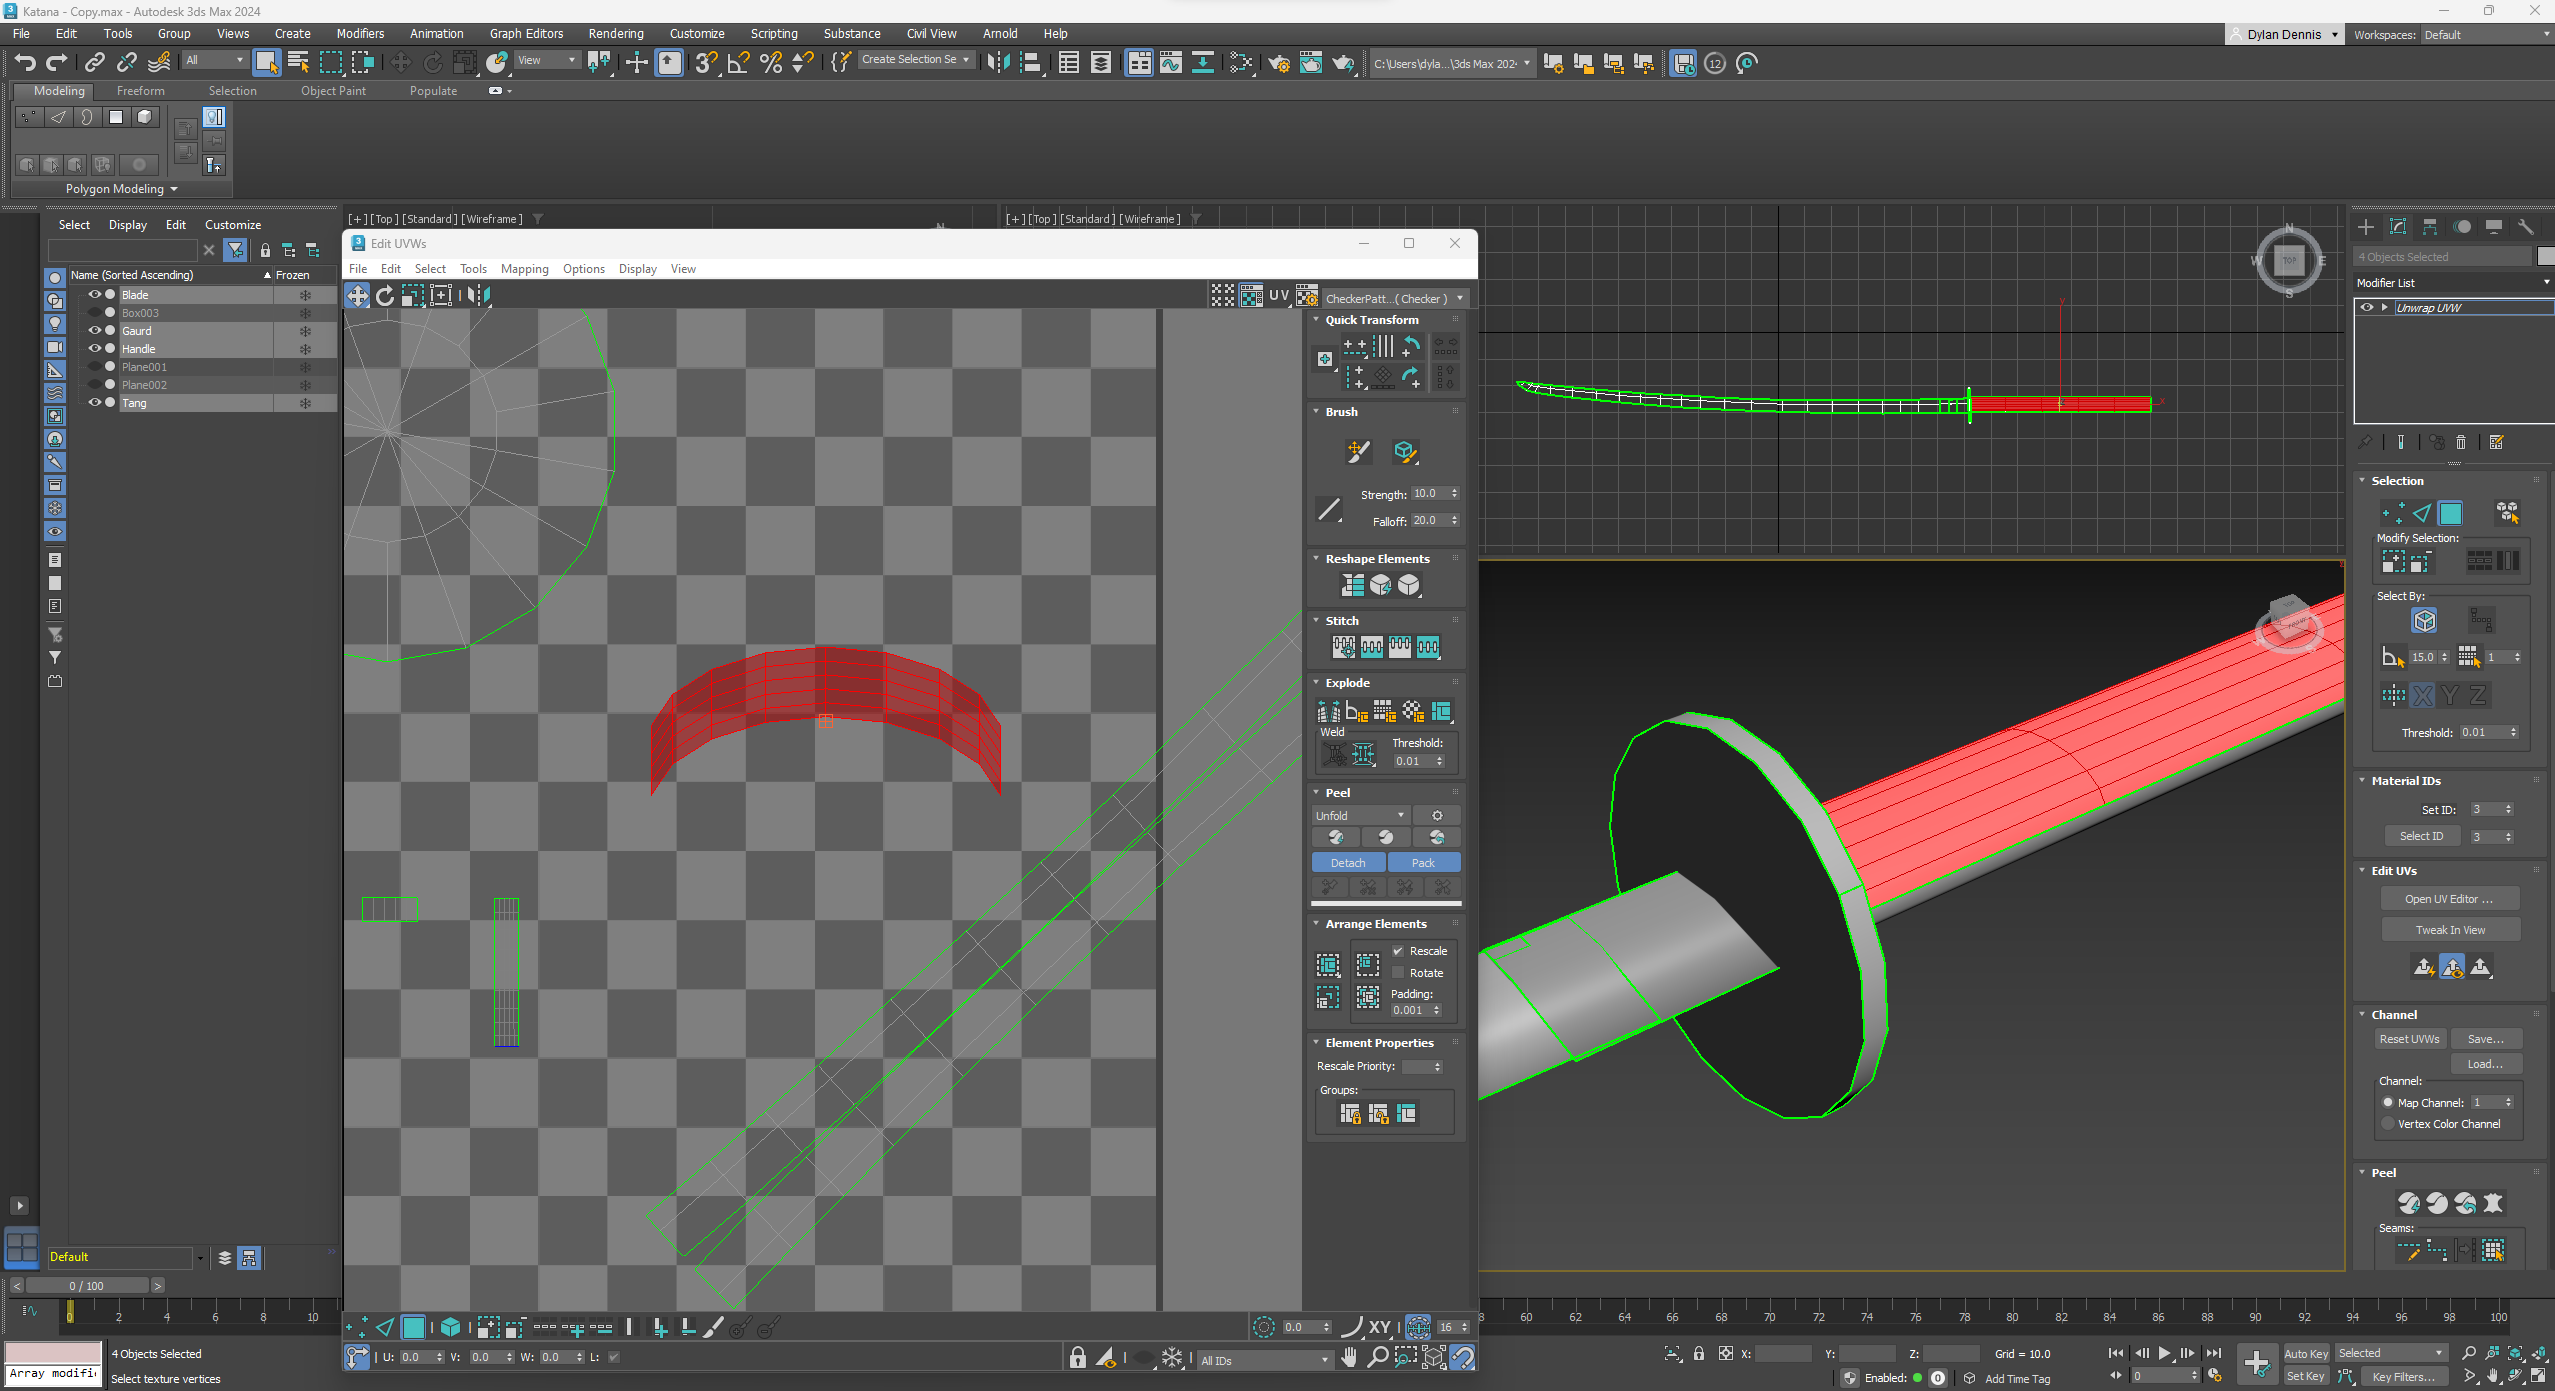 Katana - Copy.max - Autodesk 3ds Max 2024
File Edit Tools Group Views Create Modifiers Animation Graph Editors Rendering Customize Scripting Substance Civil View Arnold Help
Dylan Dennis Workspaces: Default
All View Create Selection Se C:\Users\dyla...\3ds Max 202 12
Modeling Freeform Selection Object Paint Populate
Polygon Modeling
Select Display Edit Customize
[+] [Top] [Standard] [Wireframe]
[+] [Top] [Standard] [Wireframe]
Name (Sorted Ascending) Frozen
Blade
Box003
Gaurd
Handle
Plane001
Plane002
Tang
Edit UVWs
File Edit Select Tools Mapping Options Display View
UV CheckerPatt...( Checker )
Quick Transform
Brush
Strength: 10.0
Falloff: 20.0
Reshape Elements
Stitch
Explode
Weld
Threshold:
0.01
Peel
Unfold
Detach Pack
Arrange Elements
Rescale
Rotate
Padding:
0.001
Element Properties
Rescale Priority:
Groups:
0.0 XY 16
U: 0.0 V: 0.0 W: 0.0 L: All IDs
N
W TOP E
S
y
x
TOP
FRONT
4 Objects Selected
Modifier List
Unwrap UVW
Selection
Modify Selection:
Select By:
15.0 1
X Y Z
Threshold: 0.01
Material IDs
Set ID: 3
Select ID 3
Edit UVs
Open UV Editor ...
Tweak In View
Channel
Reset UVWs Save...
Load...
Channel:
Map Channel: 1
Vertex Color Channel
Peel
Seams:
Default
0 / 100
0 2 4 6 8 10
60 62 64 66 68 70 72 74 76 78 80 82 84 86 88 90 92 94 96 98 100
4 Objects Selected
Array modifi
Select texture vertices
X: Y: Z: Grid = 10.0
Enabled: 0 Add Time Tag
0
Auto Key Selected
Set Key Key Filters...